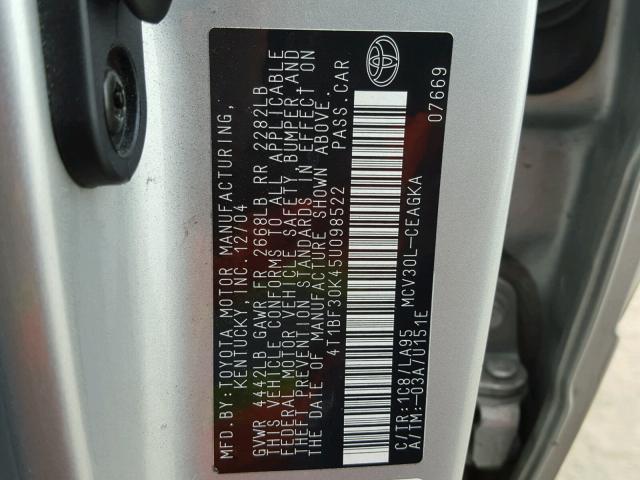 MFD.BY:TOYOTA MOTOR MANUFACTURING,
KENTUCKY, INC. 12/04
GVWR 4442LB GAWR FR 2668LB RR 2282LB
THIS VEHICLE CONFORMS TO ALL APPLICABLE
FEDERAL MOTOR VEHICLE SAFETY BUMPER AND
THEFT PREVENTION STANDARDS IN EFFECT ON
THE DATE OF MANUFACTURE SHOWN ABOVE.
4T1BF30K45U098522 PASS.CAR
C/TR:1C8/LA95 MCV30L-CEAGKA
A/TM:-03A/U151E
07669